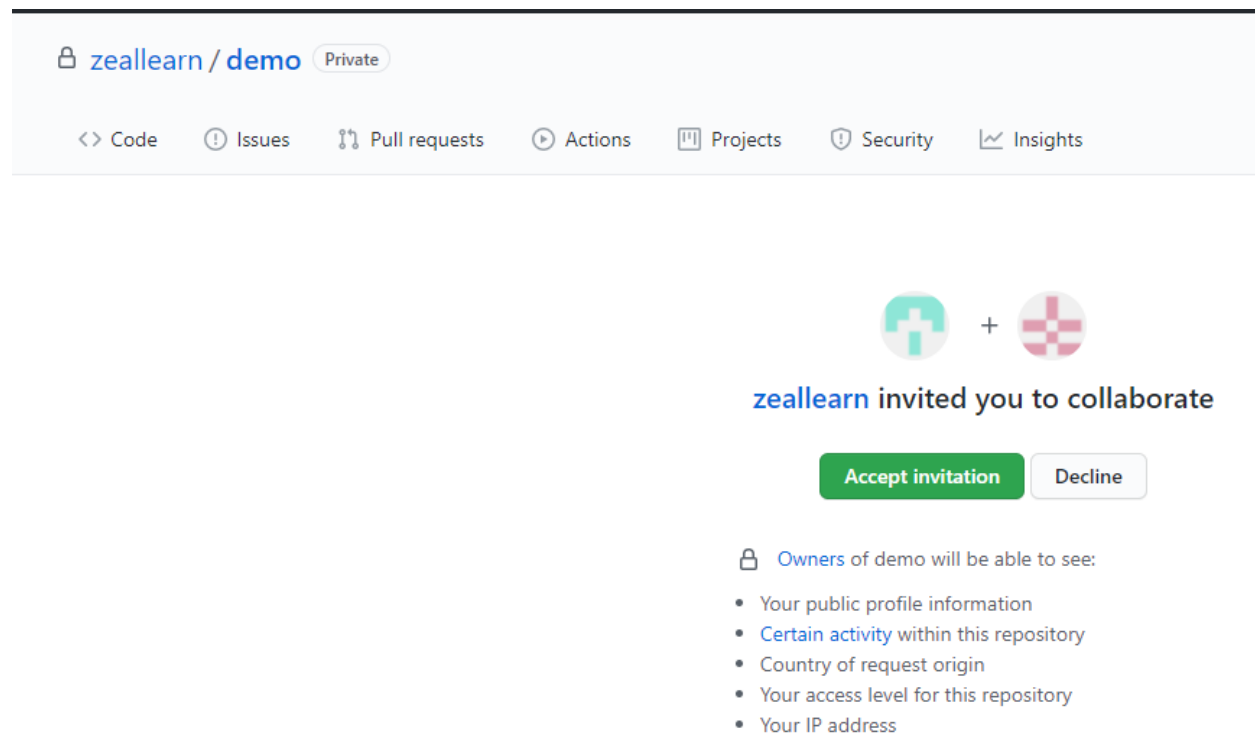 zeallearn / demo Private
Code Issues Pull requests Actions Projects Security Insights
+
zeallearn invited you to collaborate
Accept invitation Decline
Owners of demo will be able to see:
• Your public profile information
• Certain activity within this repository
• Country of request origin
• Your access level for this repository
• Your IP address